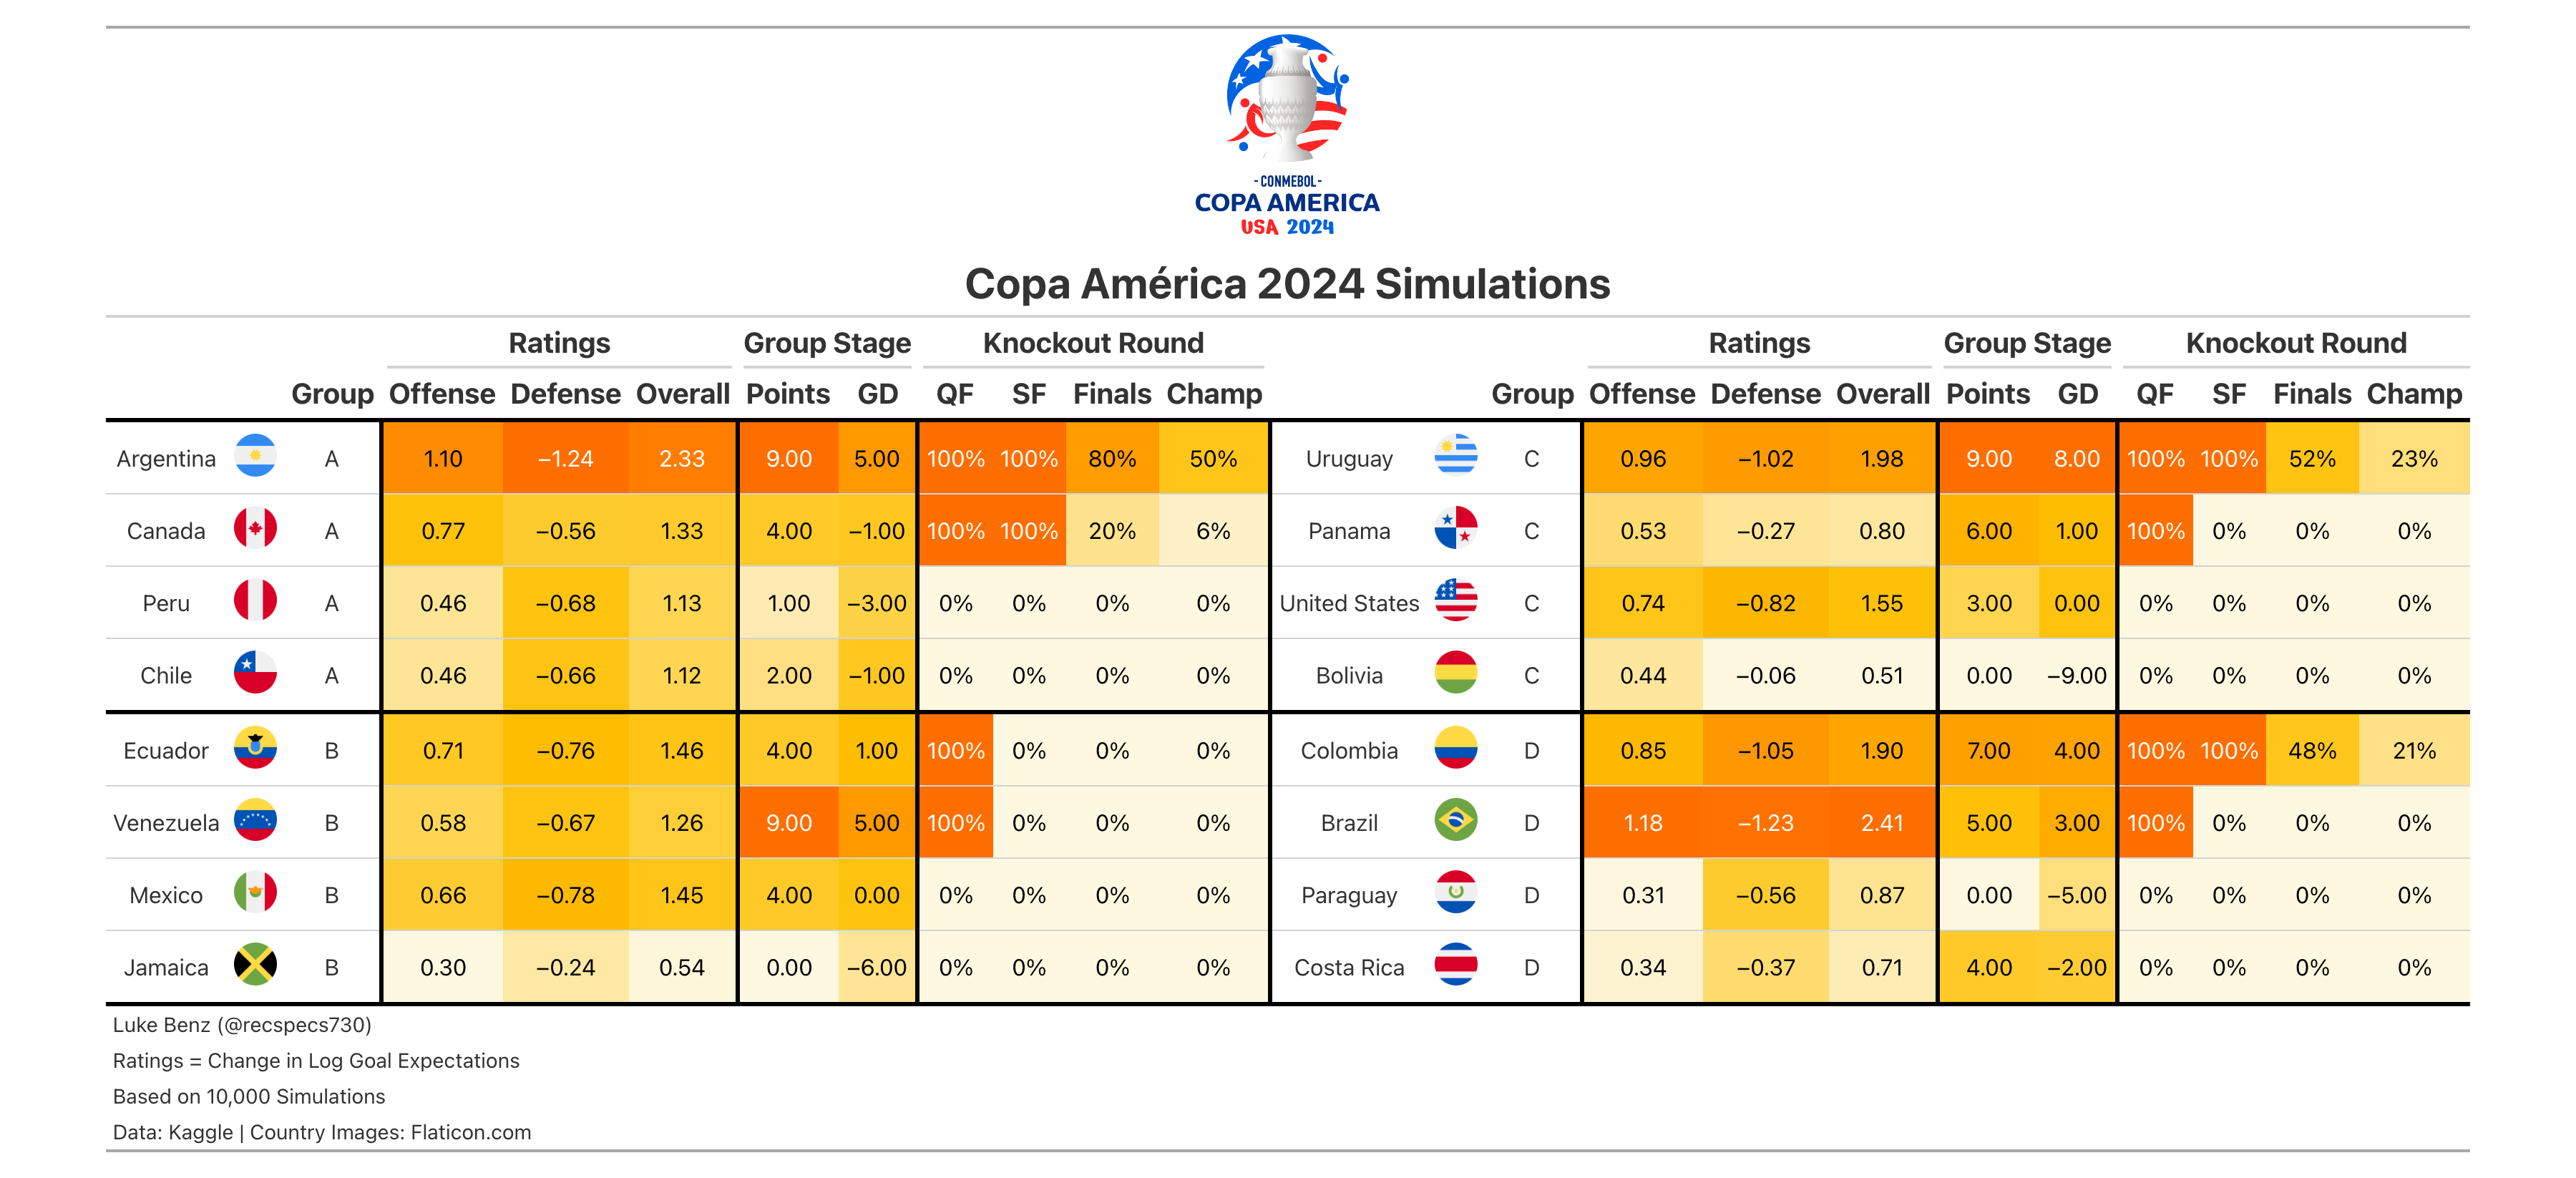 - CONMEBOL -
COPA AMERICA
USA 2024
Copa América 2024 Simulations
Ratings Group Stage Knockout Round Ratings Group Stage Knockout Round
Group Offense Defense Overall Points GD QF SF Finals Champ Group Offense Defense Overall Points GD QF SF Finals Champ
Argentina A 1.10 −1.24 2.33 9.00 5.00 100% 100% 80% 50% Uruguay C 0.96 −1.02 1.98 9.00 8.00 100% 100% 52% 23%
Canada A 0.77 −0.56 1.33 4.00 −1.00 100% 100% 20% 6% Panama C 0.53 −0.27 0.80 6.00 1.00 100% 0% 0% 0%
Peru A 0.46 −0.68 1.13 1.00 −3.00 0% 0% 0% 0% United States C 0.74 −0.82 1.55 3.00 0.00 0% 0% 0% 0%
Chile A 0.46 −0.66 1.12 2.00 −1.00 0% 0% 0% 0% Bolivia C 0.44 −0.06 0.51 0.00 −9.00 0% 0% 0% 0%
Ecuador B 0.71 −0.76 1.46 4.00 1.00 100% 0% 0% 0% Colombia D 0.85 −1.05 1.90 7.00 4.00 100% 100% 48% 21%
Venezuela B 0.58 −0.67 1.26 9.00 5.00 100% 0% 0% 0% Brazil D 1.18 −1.23 2.41 5.00 3.00 100% 0% 0% 0%
Mexico B 0.66 −0.78 1.45 4.00 0.00 0% 0% 0% 0% Paraguay D 0.31 −0.56 0.87 0.00 −5.00 0% 0% 0% 0%
Jamaica B 0.30 −0.24 0.54 0.00 −6.00 0% 0% 0% 0% Costa Rica D 0.34 −0.37 0.71 4.00 −2.00 0% 0% 0% 0%
Luke Benz (@recspecs730)
Ratings = Change in Log Goal Expectations
Based on 10,000 Simulations
Data: Kaggle | Country Images: Flaticon.com